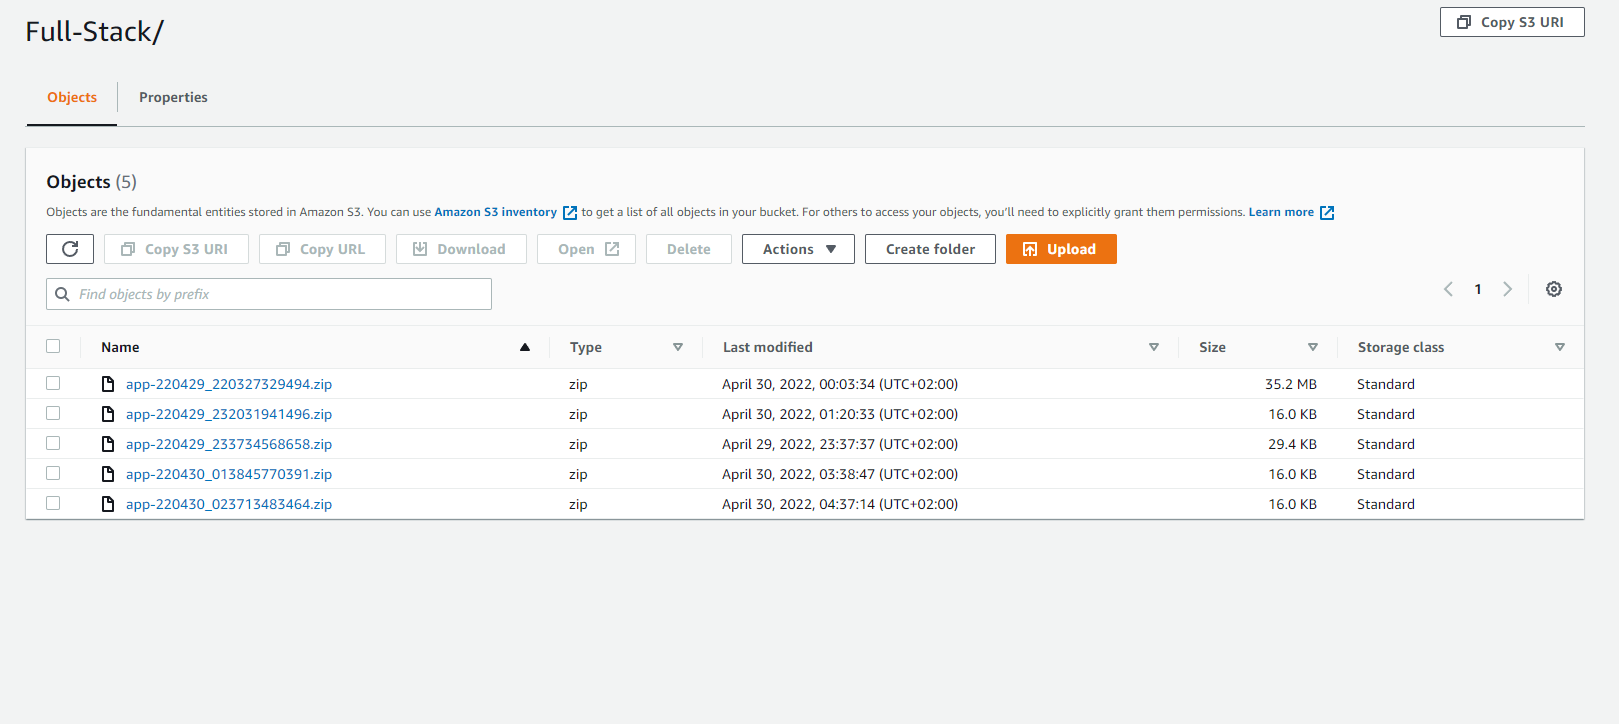 Full-Stack/
Copy S3 URI
Objects Properties
Objects (5)
Objects are the fundamental entities stored in Amazon S3. You can use Amazon S3 inventory to get a list of all objects in your bucket. For others to access your objects, you'll need to explicitly grant them permissions. Learn more
Copy S3 URI Copy URL Download Open Delete Actions Create folder Upload
Find objects by prefix
1
Name Type Last modified Size Storage class
app-220429_220327329494.zip zip April 30, 2022, 00:03:34 (UTC+02:00) 35.2 MB Standard
app-220429_232031941496.zip zip April 30, 2022, 01:20:33 (UTC+02:00) 16.0 KB Standard
app-220429_233734568658.zip zip April 29, 2022, 23:37:37 (UTC+02:00) 29.4 KB Standard
app-220430_013845770391.zip zip April 30, 2022, 03:38:47 (UTC+02:00) 16.0 KB Standard
app-220430_023713483464.zip zip April 30, 2022, 04:37:14 (UTC+02:00) 16.0 KB Standard